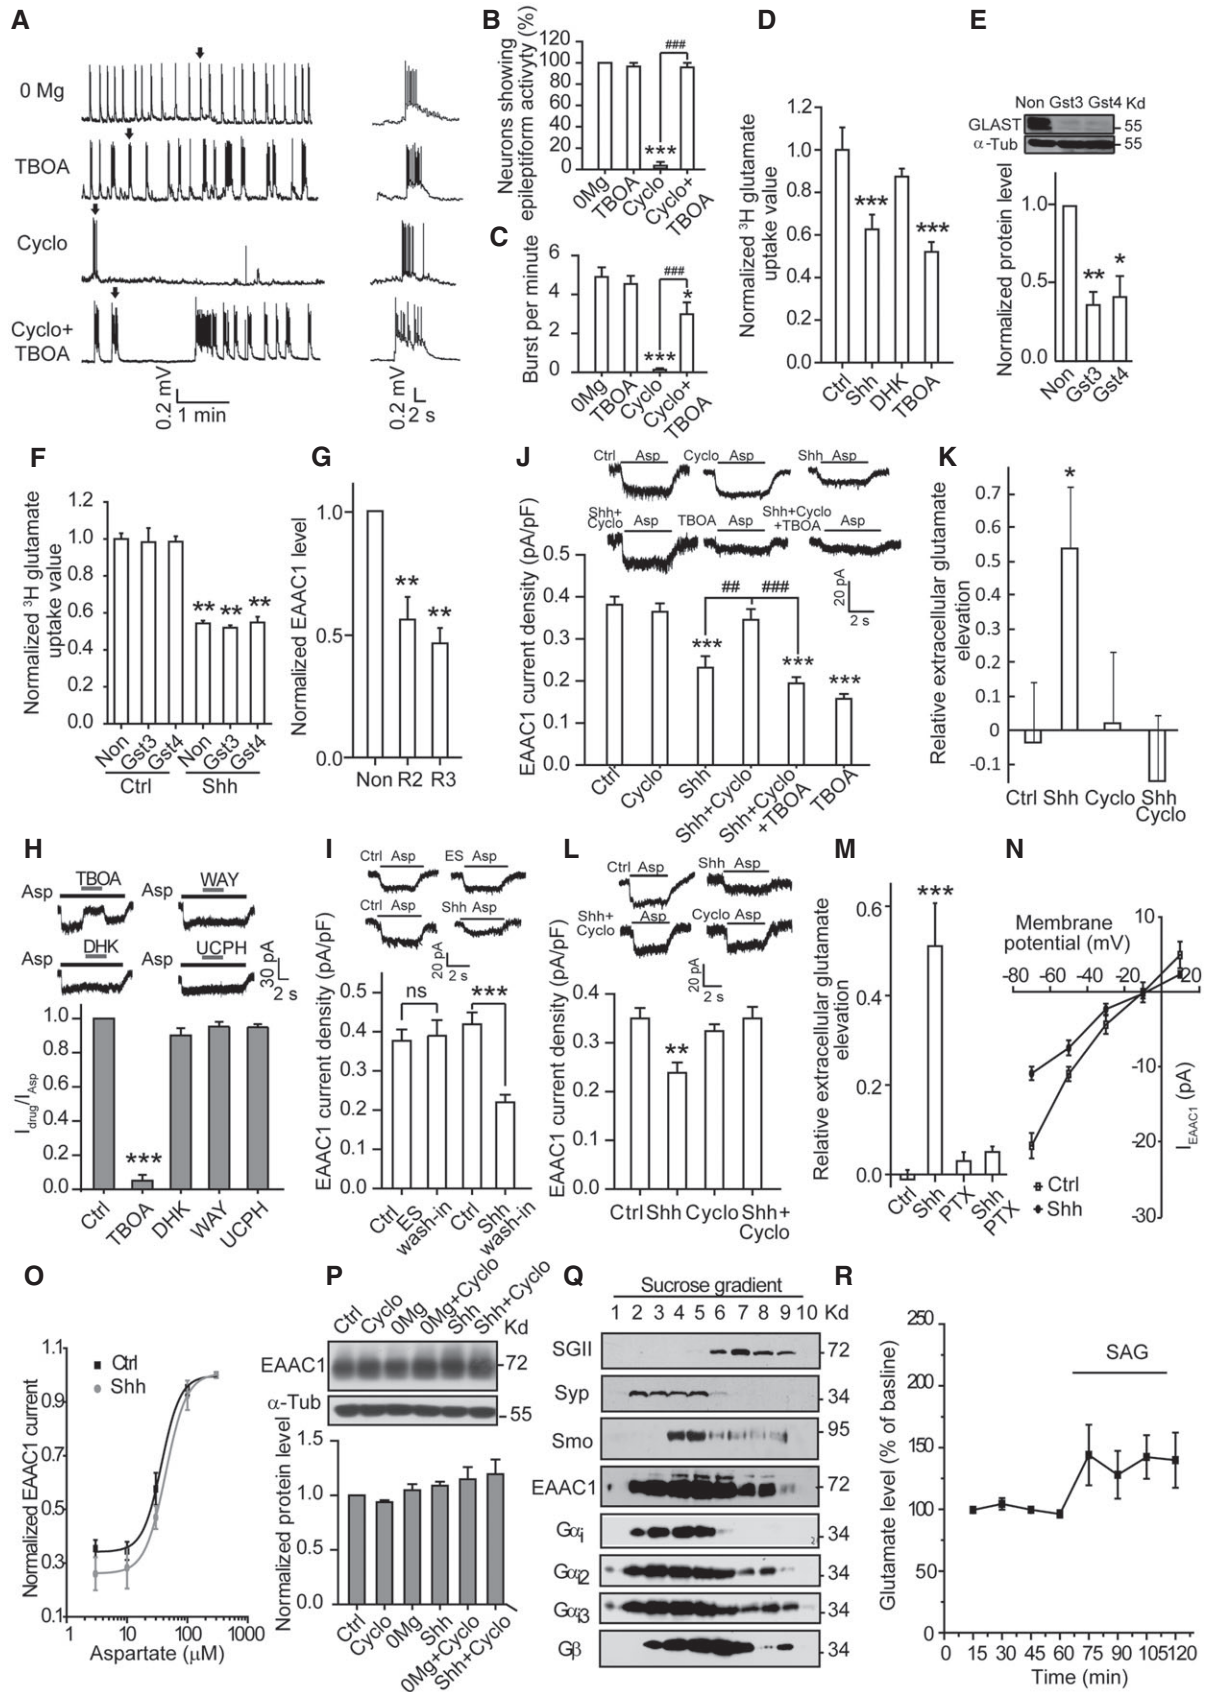 A
0 Mg
TBOA
Cyclo
Cyclo+
TBOA
0.2 mV
1 min
0.2 mV
2 s
B
Neurons showing
epileptiform activyty (%)
120
100
80
60
40
20
0
***
###
0Mg
TBOA
Cyclo
Cyclo+
TBOA
C
Burst per minute
6
4
2
0
***
###
*
0Mg
TBOA
Cyclo
Cyclo+
TBOA
D
Normalized ³H glutamate
uptake value
1.2
1.0
0.8
0.6
0.4
0.2
0.0
***
***
Ctrl
Shh
DHK
TBOA
E
Non Gst3 Gst4 Kd
GLAST
55
α-Tub
55
Normalized protein level
1.0
0.5
0.0
**
*
Non
Gst3
Gst4
F
Normalized ³H glutamate
uptake value
1.2
1.0
0.8
0.6
0.4
0.2
0.0
** ** **
Non
Gst3
Gst4
Non
Gst3
Gst4
Ctrl
Shh
G
Normalized EAAC1 level
1.0
0.5
0.0
**
**
Non R2 R3
J
Ctrl Asp
Cyclo Asp
Shh Asp
Shh+
Cyclo
Asp
TBOA Asp
Shh+Cyclo
+TBOA
Asp
20 pA
2 s
EAAC1 current density (pA/pF)
0.5
0.4
0.3
0.2
0.1
0.0
***
##
###
***
***
Ctrl
Cyclo
Shh
Shh+Cyclo
Shh+Cyclo
+TBOA
TBOA
K
Relative extracellular glutamate
elevation
0.7
0.6
0.5
0.4
0.3
0.2
0.1
0
-0.1
*
Ctrl Shh Cyclo Shh
Cyclo
H
Asp
TBOA
Asp
WAY
Asp
DHK
Asp
UCPH
30 pA
2 s
I drug/I Asp
1.0
0.8
0.6
0.4
0.2
0.0
***
Ctrl
TBOA
DHK
WAY
UCPH
I
Ctrl Asp
ES Asp
Ctrl Asp
Shh Asp
20 pA
2 s
EAAC1 current density (pA/pF)
0.5
0.4
0.3
0.2
0.1
0.0
ns
***
Ctrl
ES
wash-in
Ctrl
Shh
wash-in
L
Ctrl Asp
Shh Asp
Shh+
Cyclo
Asp
Cyclo Asp
20 pA
2 s
EAAC1 current density (pA/pF)
0.4
0.3
0.2
0.1
0.0
**
Ctrl Shh Cyclo Shh+
Cyclo
M
Relative extracellular glutamate
elevation
0.6
0.4
0.2
0.0
***
Ctrl
Shh
PTX
Shh
PTX
N
Membrane
potential (mV)
-80 -60 -40 -20 20
10
-10
-20
-30
I EAAC1 (pA)
Ctrl
Shh
O
Normalized EAAC1 current
1.1
0.9
0.7
0.5
0.3
0.1
Ctrl
Shh
1 10 100 1000
Aspartate (μM)
P
Ctrl
Cyclo
0Mg
0Mg+Cyclo
Shh
Shh+Cyclo
Kd
EAAC1
72
α-Tub
55
Normalized protein level
1.5
1.0
0.5
0.0
Ctrl
Cyclo
0Mg
Shh
0Mg+Cyclo
Shh+Cyclo
Q
Sucrose gradient
1 2 3 4 5 6 7 8 9 10 Kd
SGII
72
Syp
34
Smo
95
EAAC1
72
Gαi
34
Gαi2
34
Gαi3
34
Gβ
34
R
Glutamate level (% of basline)
250
200
150
100
50
0
SAG
0 15 30 45 60 75 90 105 120
Time (min)